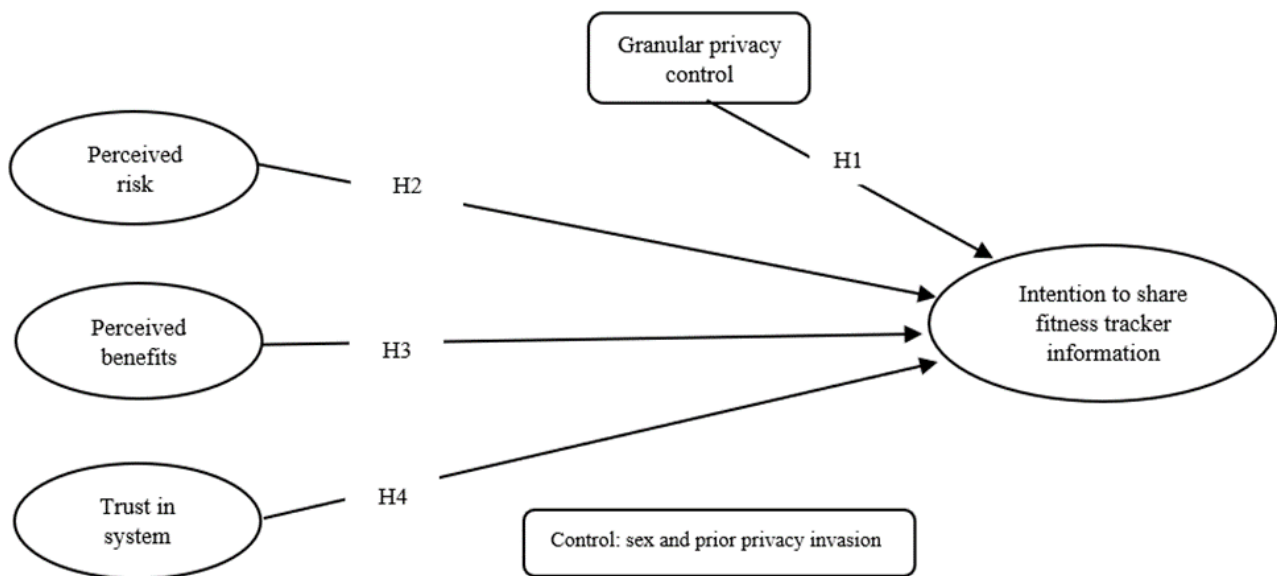 Granular privacy
control
H1
Perceived
risk
H2
Perceived
benefits
H3
Intention to share
fitness tracker
information
Trust in
system
H4
Control: sex and prior privacy invasion